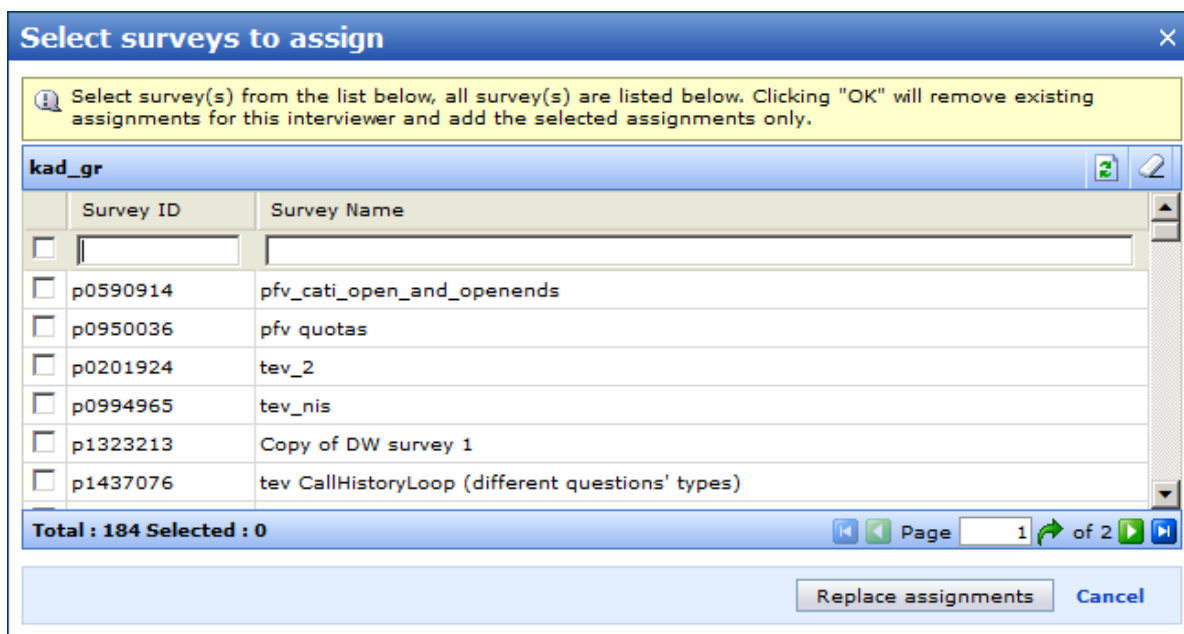 Select surveys to assign
Select survey(s) from the list below, all survey(s) are listed below. Clicking "OK" will remove existing
assignments for this interviewer and add the selected assignments only.
kad_gr
Survey ID Survey Name
p0590914 pfv_cati_open_and_openends
p0950036 pfv quotas
p0201924 tev_2
p0994965 tev_nis
p1323213 Copy of DW survey 1
p1437076 tev CallHistoryLoop (different questions' types)
Total : 184 Selected : 0 Page 1 of 2
Replace assignments Cancel